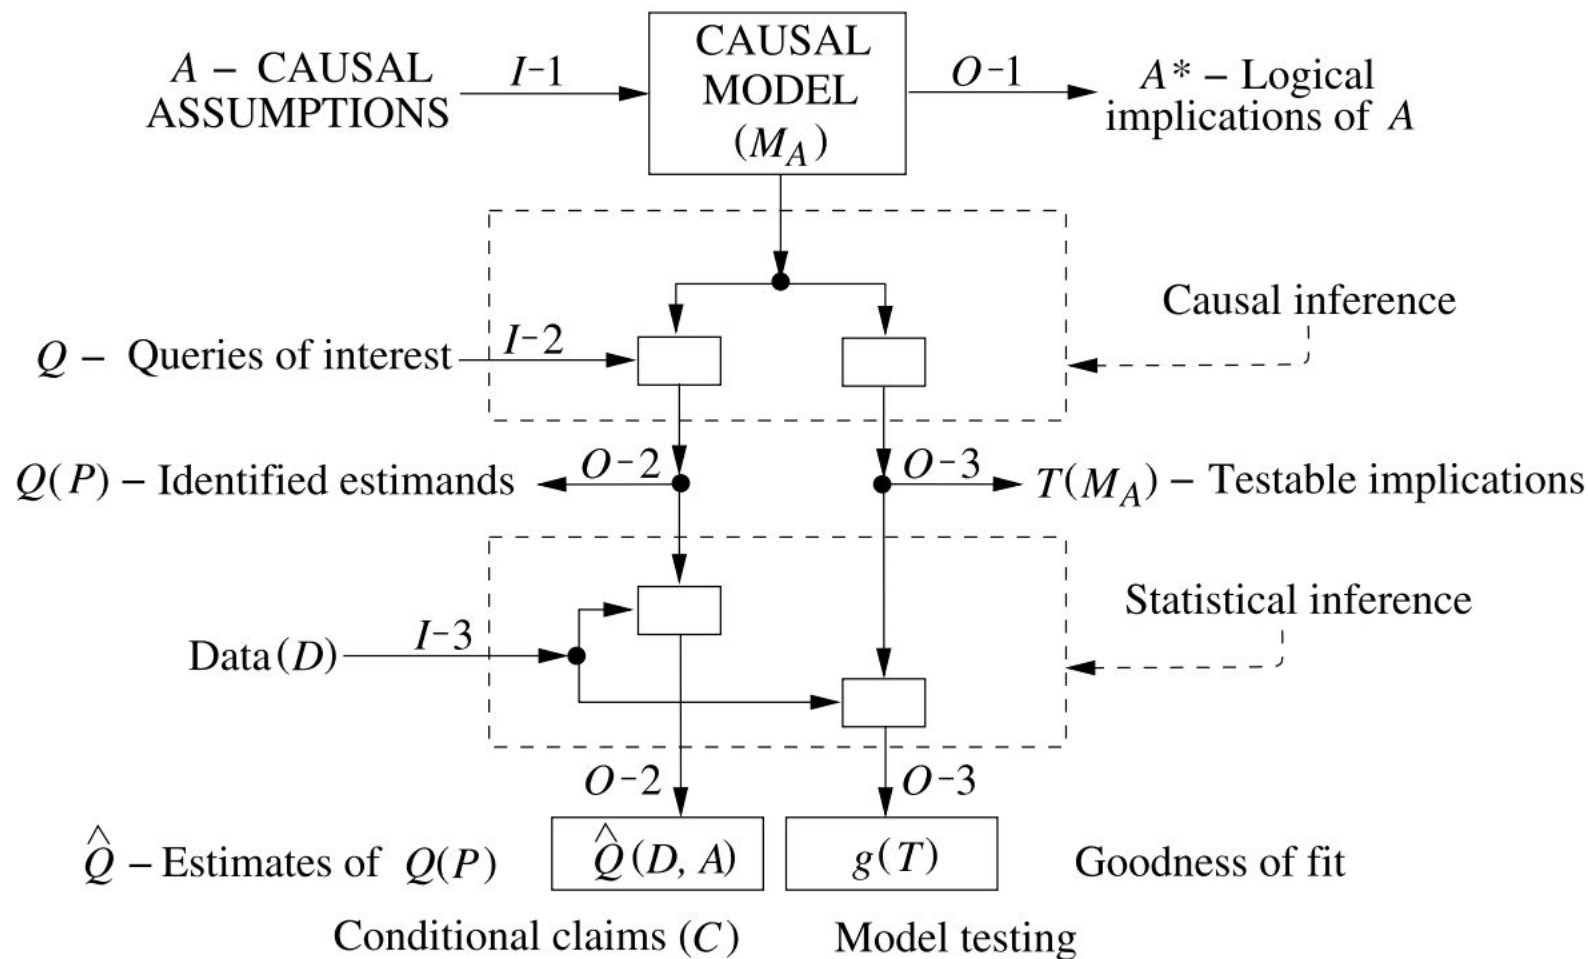 A – CAUSAL
ASSUMPTIONS
I-1
CAUSAL
MODEL
(M_A)
O-1
A* – Logical
implications of A
Causal inference
Q – Queries of interest
I-2
Q(P) – Identified estimands
O-2
O-3
T(M_A) – Testable implications
Statistical inference
Data(D)
I-3
O-2
O-3
Q̂ – Estimates of Q(P)
Q̂(D, A)
g(T)
Goodness of fit
Conditional claims (C)
Model testing